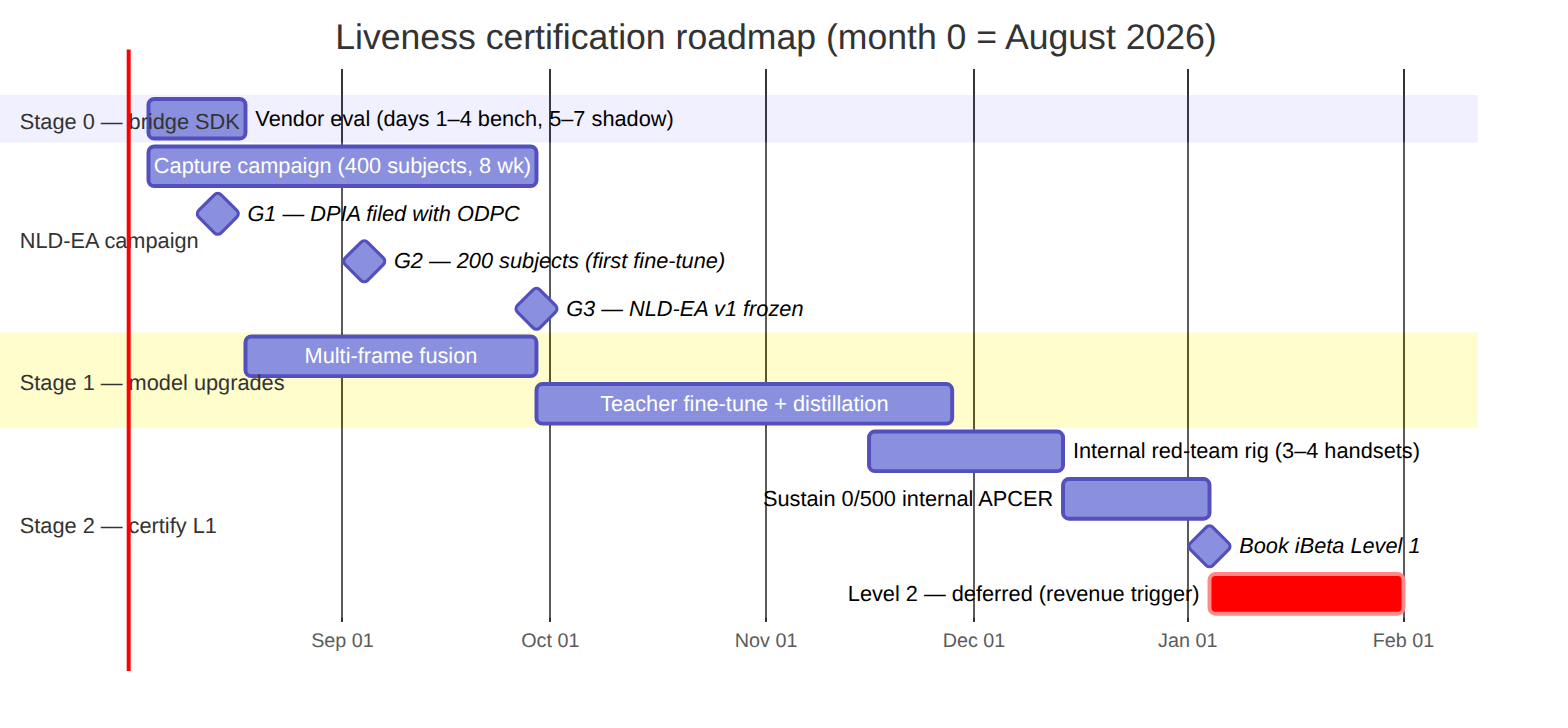 Liveness certification roadmap (month 0 = August 2026)
Stage 0 — bridge SDK
Vendor eval (days 1–4 bench, 5–7 shadow)
Capture campaign (400 subjects, 8 wk)
G1 — DPIA filed with ODPC
NLD-EA campaign
G2 — 200 subjects (first fine-tune)
G3 — NLD-EA v1 frozen
Multi-frame fusion
Stage 1 — model upgrades
Teacher fine-tune + distillation
Internal red-team rig (3–4 handsets)
Sustain 0/500 internal APCER
Stage 2 — certify L1
Book iBeta Level 1
Level 2 — deferred (revenue trigger)
Sep 01
Oct 01
Nov 01
Dec 01
Jan 01
Feb 01